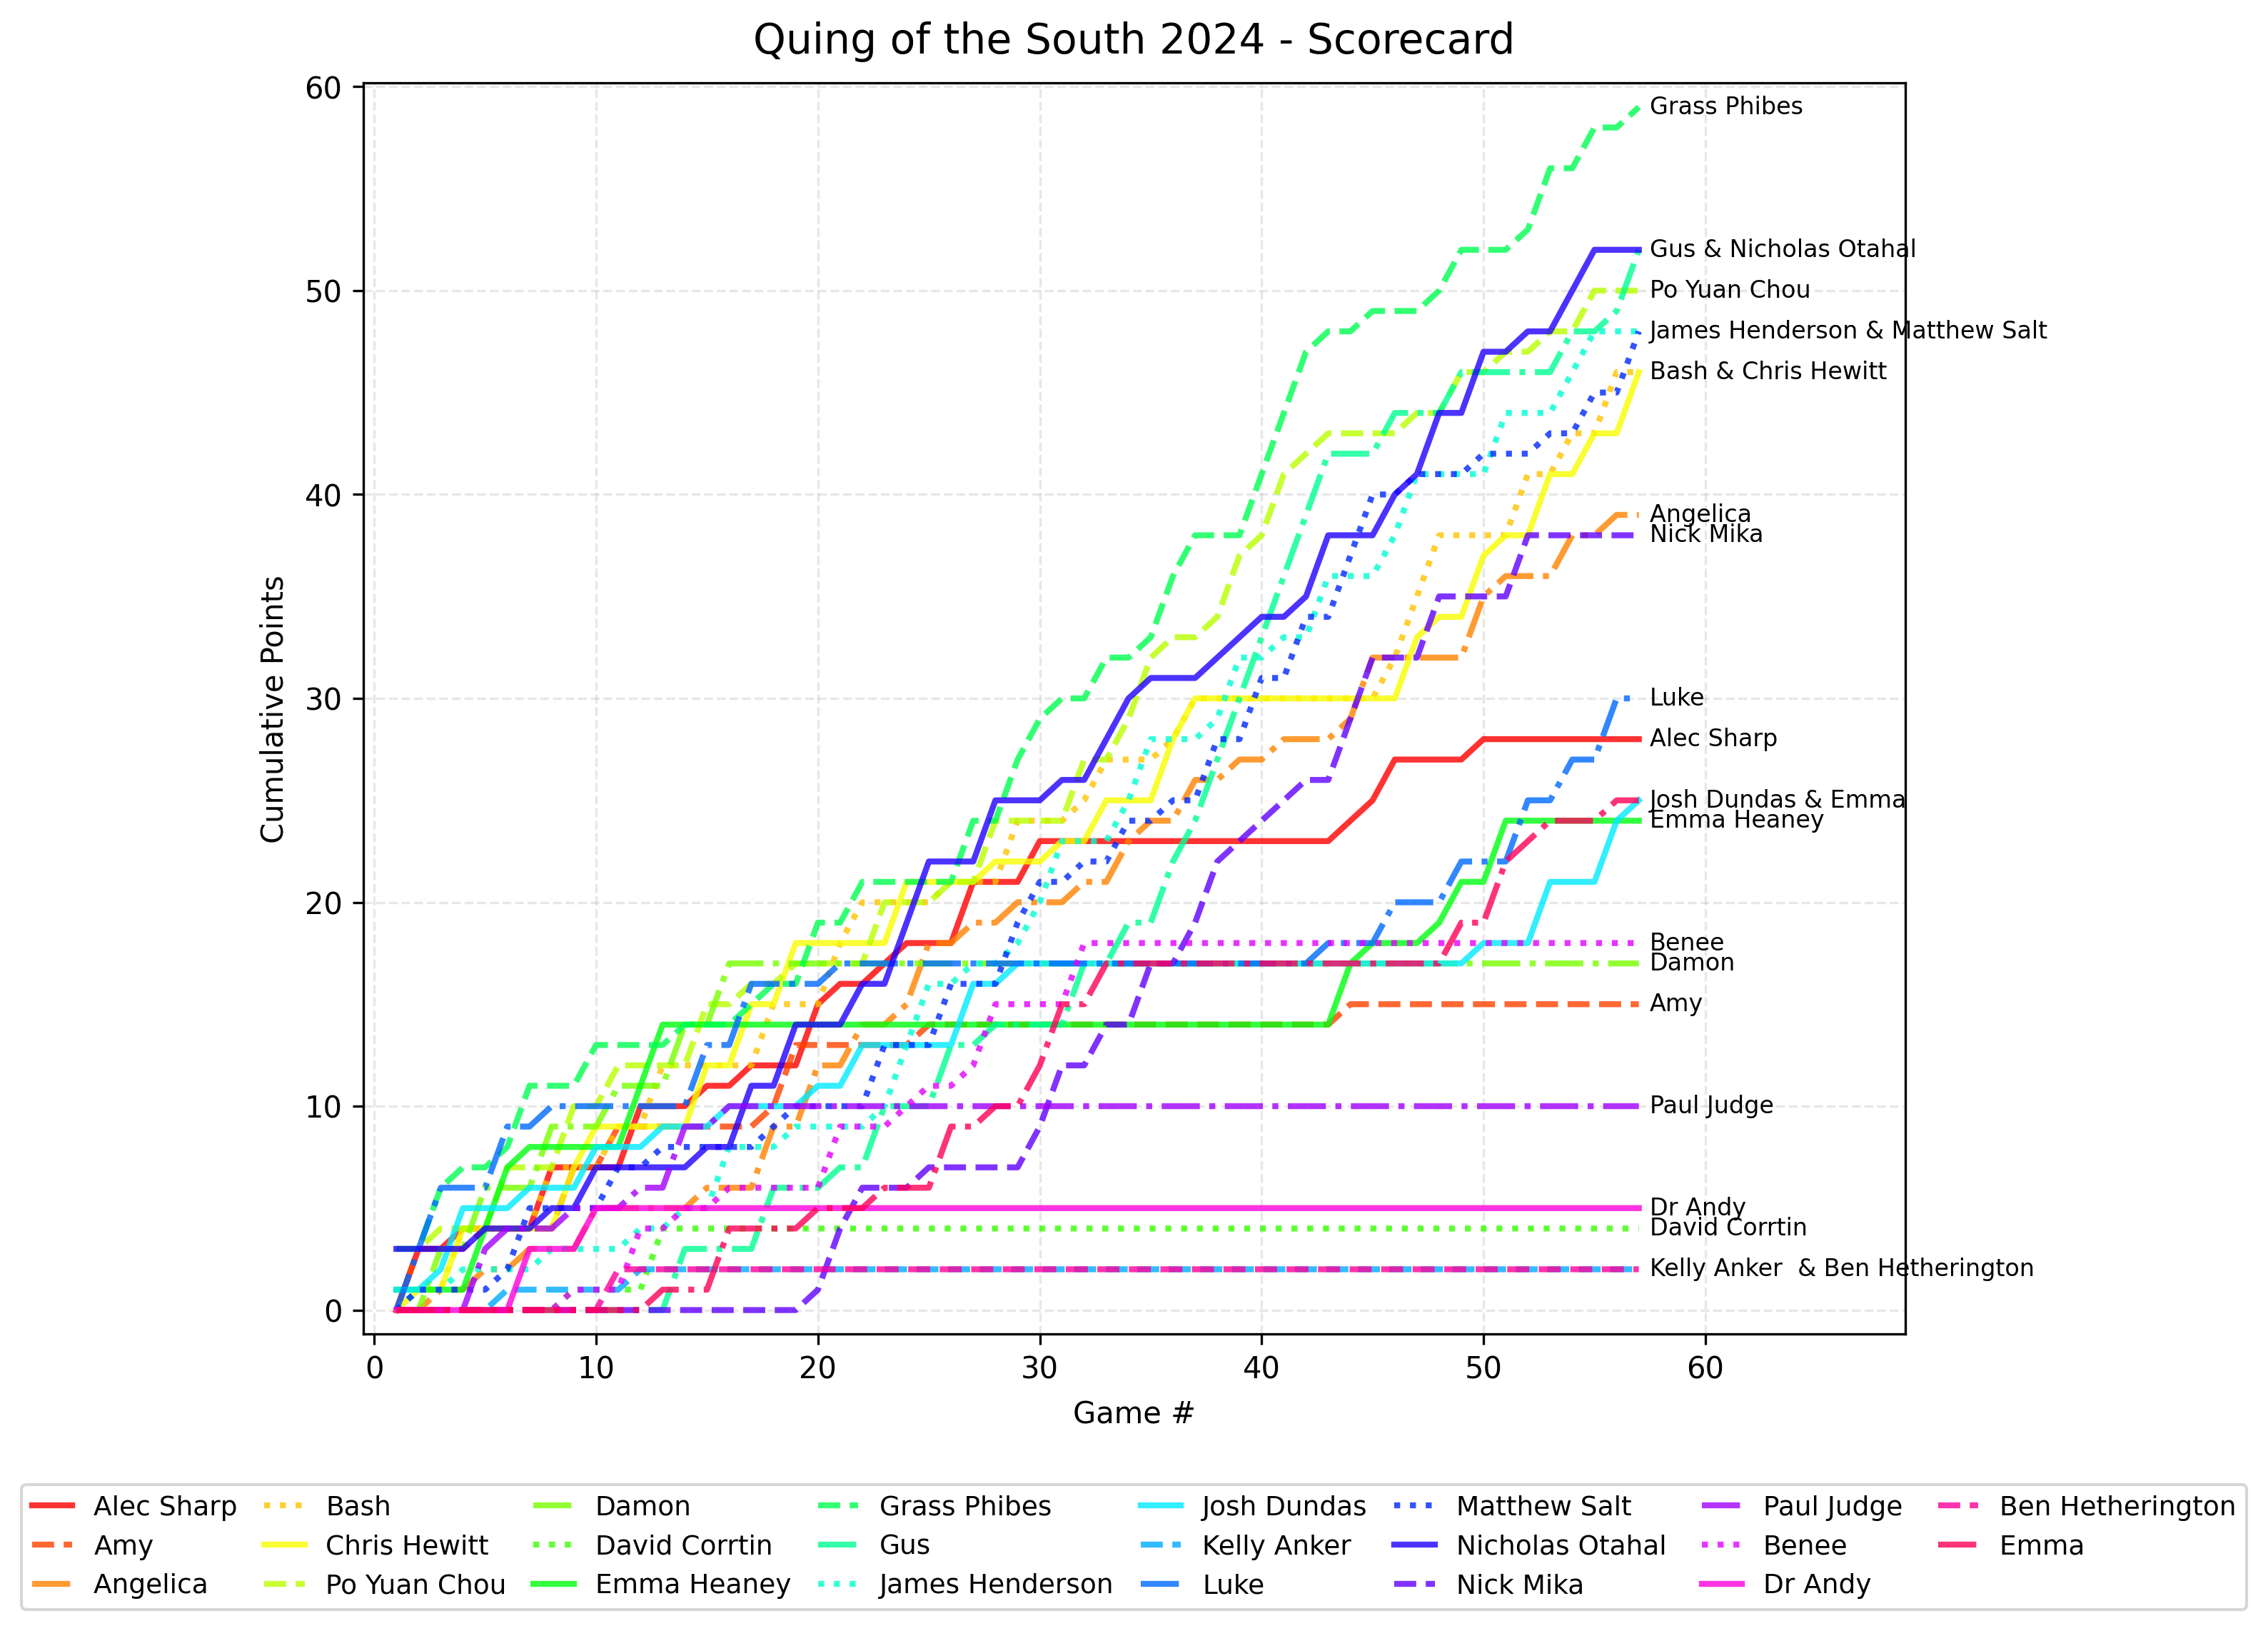 Quing of the South 2024 - Scorecard
60
50
40
30
20
10
0
Cumulative Points
Grass Phibes
Gus & Nicholas Otahal
Po Yuan Chou
James Henderson & Matthew Salt
Bash & Chris Hewitt
Angelica
Nick Mika
Luke
Alec Sharp
Josh Dundas & Emma
Emma Heaney
Benee
Damon
Amy
Paul Judge
Dr Andy
David Corrtin
Kelly Anker  & Ben Hetherington
0 10 20 30 40 50 60
Game #
Alec Sharp Bash Damon Grass Phibes Josh Dundas Matthew Salt Paul Judge Ben Hetherington
Amy Chris Hewitt David Corrtin Gus Kelly Anker Nicholas Otahal Benee Emma
Angelica Po Yuan Chou Emma Heaney James Henderson Luke Nick Mika Dr Andy